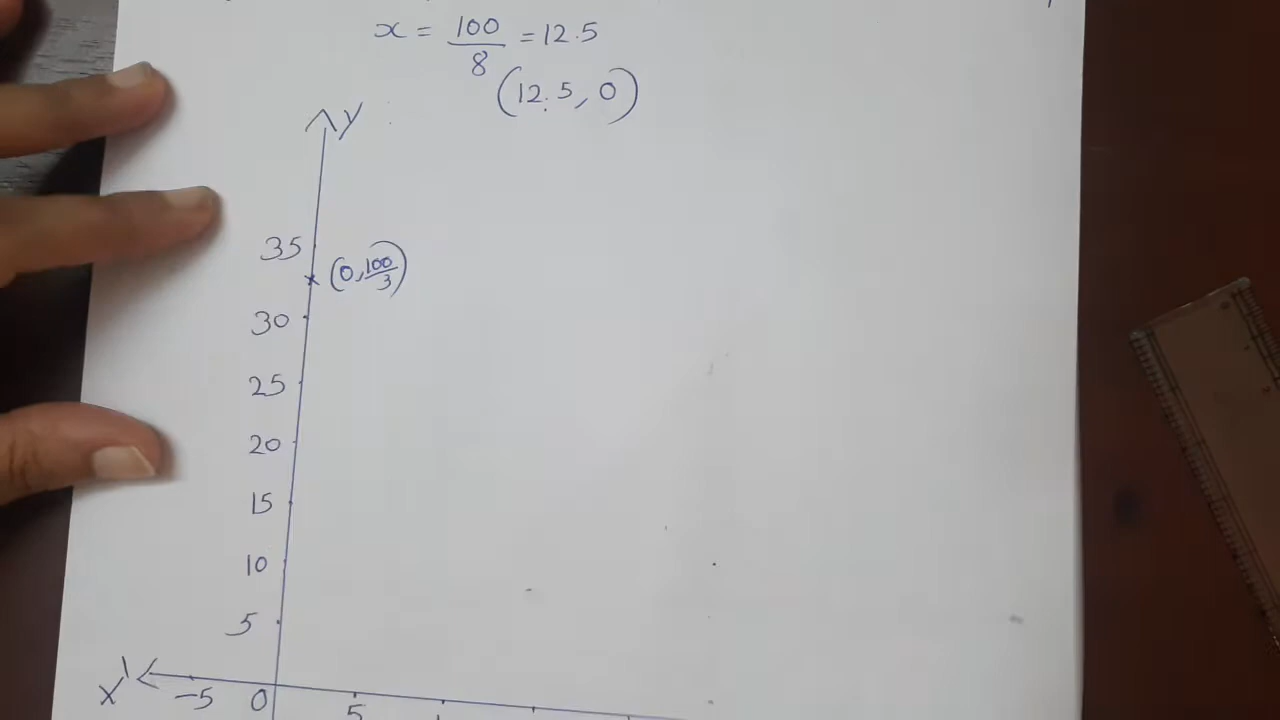 x = 100/8 = 12.5
(12.5, 0)
Y
35
(0, 100/3)
30
25
20
15
10
5
X'
-5 0 5